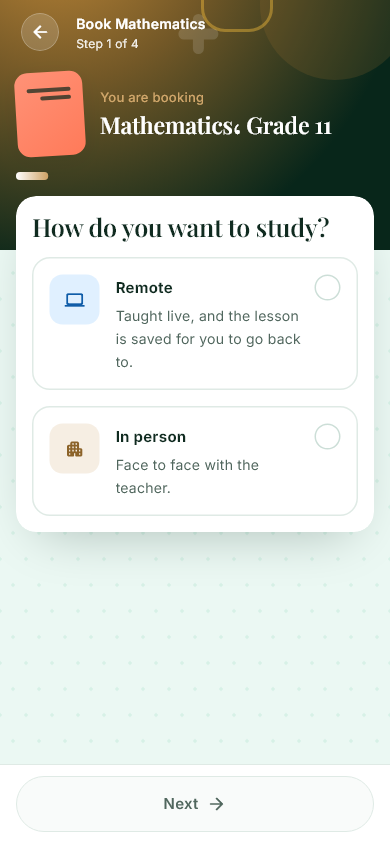 Book Mathematics
Step 1 of 4
You are booking
Mathematics، Grade 11
How do you want to study?
Remote
Taught live, and the lesson
is saved for you to go back
to.
In person
Face to face with the
teacher.
Next